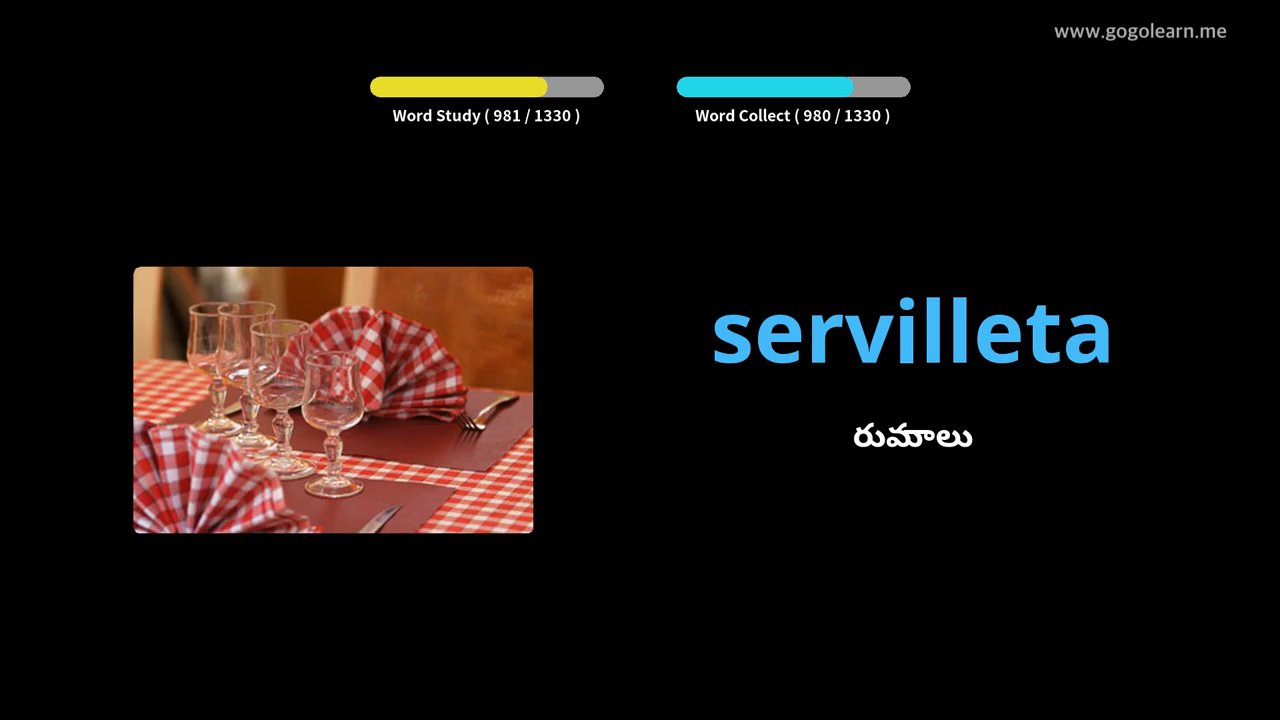 www.gogolearn.me
Word Study ( 981 / 1330 )
Word Collect ( 980 / 1330 )
servilleta
రుమాలు